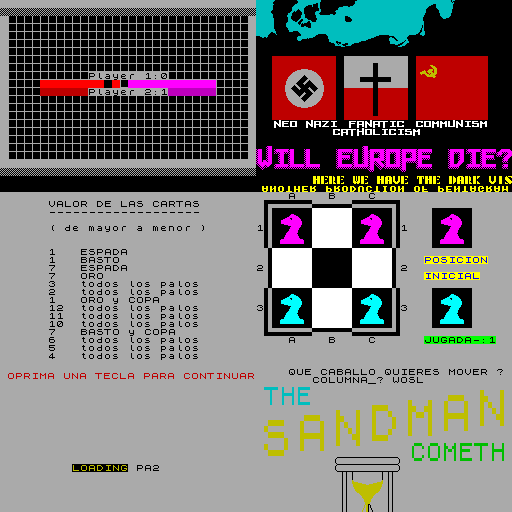 Player 1:0
Player 2:1
NEO NAZI FANATIC COMMUNISM
CATHOLICISM
WILL EUROPE DIE?
HERE WE HAVE THE DARK VIS
ANOTHER PRODUCTION OF PENTAGRAM
VALOR DE LAS CARTAS
--------------------
( de mayor a menor )
1 ESPADA
1 BASTO
7 ESPADA
7 ORO
3 todos los palos
2 todos los palos
1 ORO y COPA
12 todos los palos
11 todos los palos
10 todos los palos
7 BASTO y COPA
6 todos los palos
5 todos los palos
4 todos los palos
OPRIMA UNA TECLA PARA CONTINUAR
A B C
1 1
2 2
3 3
A B C
POSICION
INICIAL
JUGADA-:1
QUE CABALLO QUIERES MOVER ?
COLUMNA_? WOSL
LOADING PA2
THE
SANDMAN
COMETH